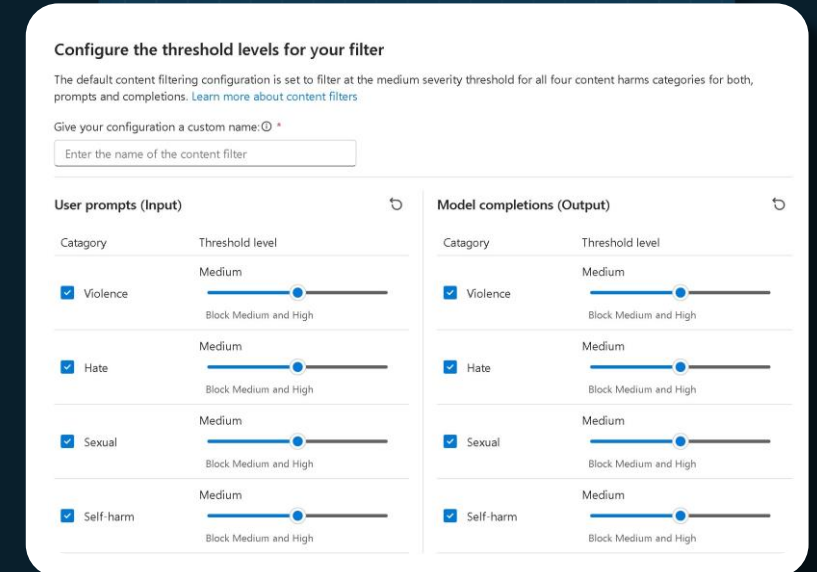 Configure the threshold levels for your filter
The default content filtering configuration is set to filter at the medium severity threshold for all four content harms categories for both,
prompts and completions. Learn more about content filters
Give your configuration a custom name: *
Enter the name of the content filter
User prompts (Input)
Catagory Threshold level
Violence
Medium
Block Medium and High
Hate
Medium
Block Medium and High
Sexual
Medium
Block Medium and High
Self-harm
Medium
Block Medium and High
Model completions (Output)
Catagory Threshold level
Violence
Medium
Block Medium and High
Hate
Medium
Block Medium and High
Sexual
Medium
Block Medium and High
Self-harm
Medium
Block Medium and High